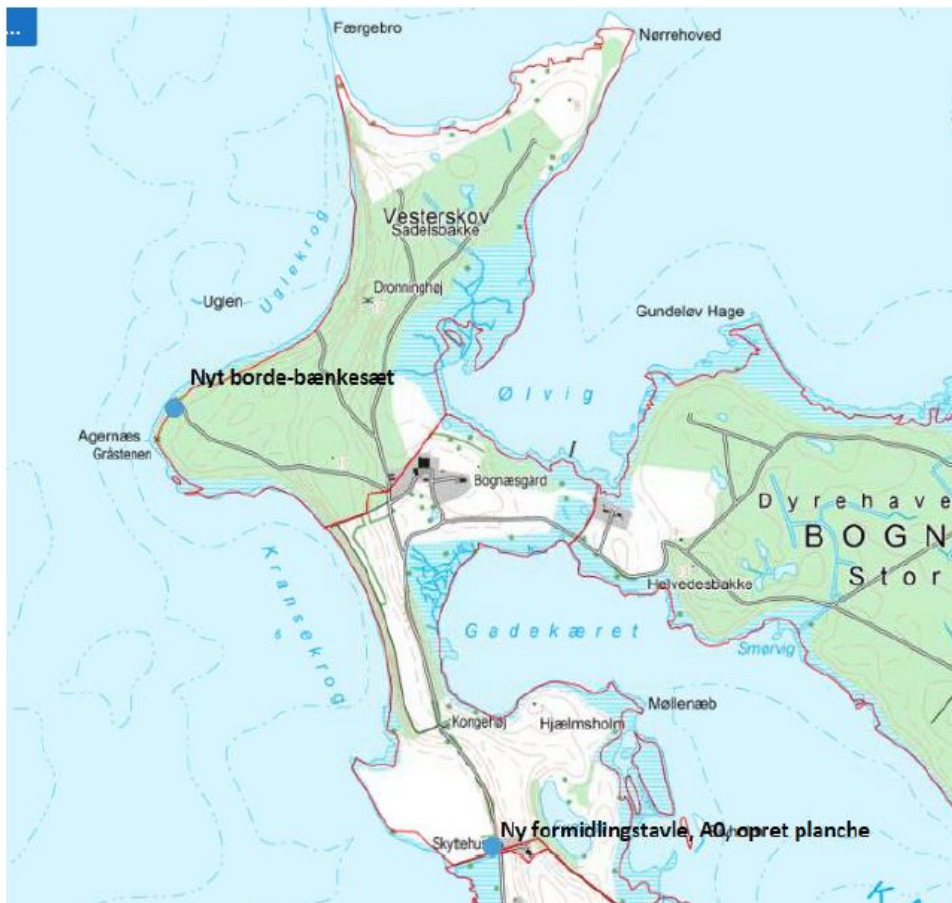 ...
Færgebro
Nørrehoved
Vesterskov
Sadelsbakke
Uglekrog
Dronninghøj
Uglen
Gundeløv Hage
Nyt borde-bænkesæt
Ølvig
Agernæs
Gråstenen
Bognæsgård
Dyrehave
BOGN
Stor
Kransekrog
Helvedesbakke
Gadekæret
Smørvig
Møllenæb
Kongehøj
Hjælmsholm
Ny formidlingstavle, A0, opret planche
Skyttehu
K